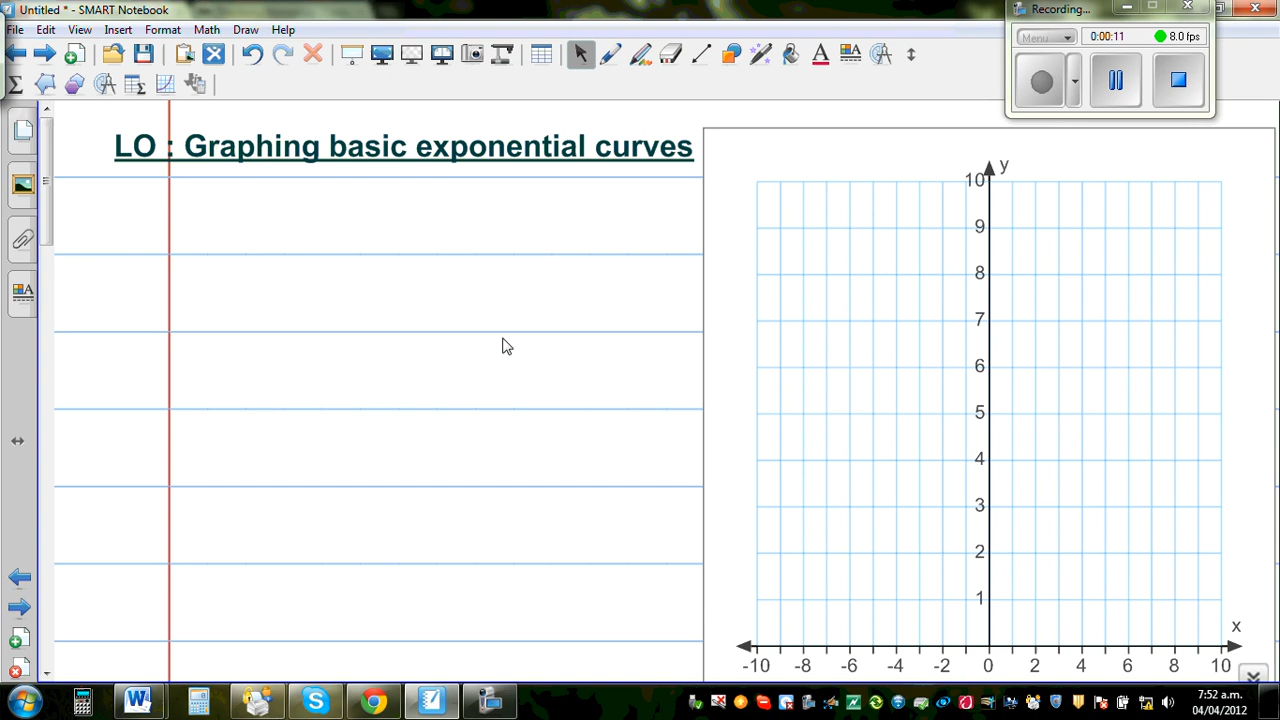 Untitled * - SMART Notebook
Recording...
File Edit View Insert Format Math Draw Help
Menu 0:00:11 8.0 fps
LO : Graphing basic exponential curves
y
10
9
8
7
6
5
4
3
2
1
x
-10 -8 -6 -4 -2 0 2 4 6 8 10
7:52 a.m.
04/04/2012